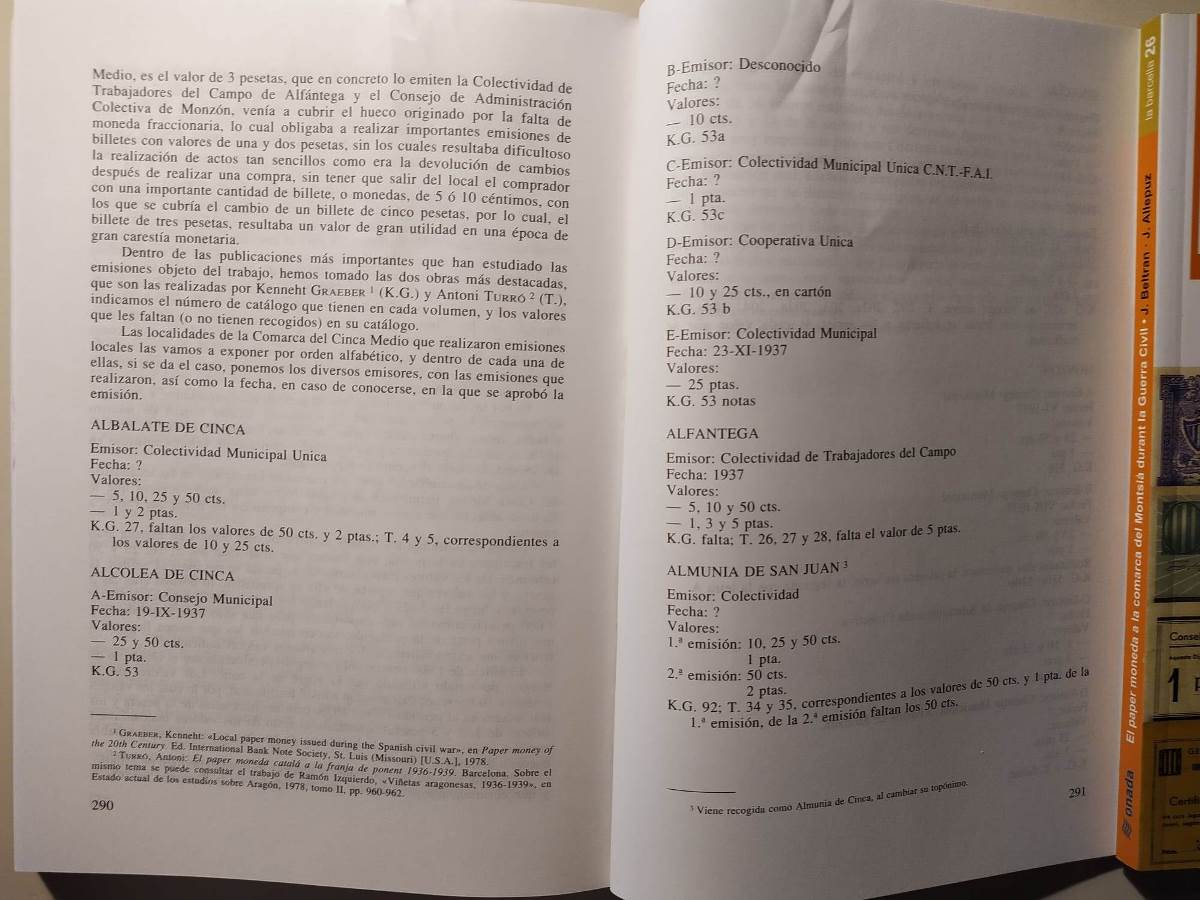 Medio, es el valor de 3 pesetas, que en concreto lo emiten la Colectividad de
Trabajadores del Campo de Alfántega y el Consejo de Administración
Colectiva de Monzón, venía a cubrir el hueco originado por la falta de
moneda fraccionaria, lo cual obligaba a realizar importantes emisiones de
billetes con valores de una y dos pesetas, sin los cuales resultaba dificultoso
la realización de actos tan sencillos como era la devolución de cambios
después de realizar una compra, sin tener que salir del local el comprador
con una importante cantidad de billete, o monedas, de 5 ó 10 céntimos, con
los que se cubría el cambio de un billete de cinco pesetas, por lo cual, el
billete de tres pesetas, resultaba un valor de gran utilidad en una época de
gran carestía monetaria.
Dentro de las publicaciones más importantes que han estudiado las
emisiones objeto del trabajo, hemos tomado las dos obras más destacadas,
que son las realizadas por Kenneht GRAEBER ¹ (K.G.) y Antoni TURRÓ ² (T.),
indicamos el número de catálogo que tienen en cada volumen, y los valores
que les faltan (o no tienen recogidos) en su catálogo.
Las localidades de la Comarca del Cinca Medio que realizaron emisiones
locales las vamos a exponer por orden alfabético, y dentro de cada una de
ellas, si se da el caso, ponemos los diversos emisores, con las emisiones que
realizaron, así como la fecha, en caso de conocerse, en la que se aprobó la
emisión.
ALBALATE DE CINCA
Emisor: Colectividad Municipal Unica
Fecha: ?
Valores:
— 5, 10, 25 y 50 cts.
— 1 y 2 ptas.
K.G. 27, faltan los valores de 50 cts. y 2 ptas.; T. 4 y 5, correspondientes a
los valores de 10 y 25 cts.
ALCOLEA DE CINCA
A-Emisor: Consejo Municipal
Fecha: 19-IX-1937
Valores:
— 25 y 50 cts.
— 1 pta.
K.G. 53
¹ GRAEBER, Kenneht: «Local paper money issued during the Spanish civil war», en Paper money of
the 20th Century. Ed. International Bank Note Society, St. Luis (Missouri) [U.S.A.], 1978.
² TURRÓ, Antoni: El paper moneda catalá a la franja de ponent 1936-1939. Barcelona. Sobre el
mismo tema se puede consultar el trabajo de Ramón Izquierdo, «Viñetas aragonesas, 1936-1939», en
Estado actual de los estudios sobre Aragón, 1978, tomo II, pp. 960-962.
290
B-Emisor: Desconocido
Fecha: ?
Valores:
— 10 cts.
K.G. 53a
C-Emisor: Colectividad Municipal Unica C.N.T.-F.A.I.
Fecha: ?
— 1 pta.
K.G. 53c
D-Emisor: Cooperativa Unica
Fecha: ?
Valores:
— 10 y 25 cts., en cartón
K.G. 53 b
E-Emisor: Colectividad Municipal
Fecha: 23-XI-1937
Valores:
— 25 ptas.
K.G. 53 notas
ALFANTEGA
Emisor: Colectividad de Trabajadores del Campo
Fecha: 1937
Valores:
— 5, 10 y 50 cts.
— 1, 3 y 5 ptas.
K.G. falta; T. 26, 27 y 28, falta el valor de 5 ptas.
ALMUNIA DE SAN JUAN ³
Emisor: Colectividad
Fecha: ?
Valores:
1.ª emisión: 10, 25 y 50 cts.
1 pta.
2.ª emisión: 50 cts.
2 ptas.
K.G. 92; T. 34 y 35, correspondientes a los valores de 50 cts. y 1 pta. de la
1.ª emisión, de la 2.ª emisión faltan los 50 cts.
³ Viene recogida como Almunia de Cinca, al cambiar su topónimo.
291
onada El paper moneda a la comarca del Montsià durant la Guerra Civil • J. Beltran · J. Allepuz la barcella 26
Conse
1 P
Certif